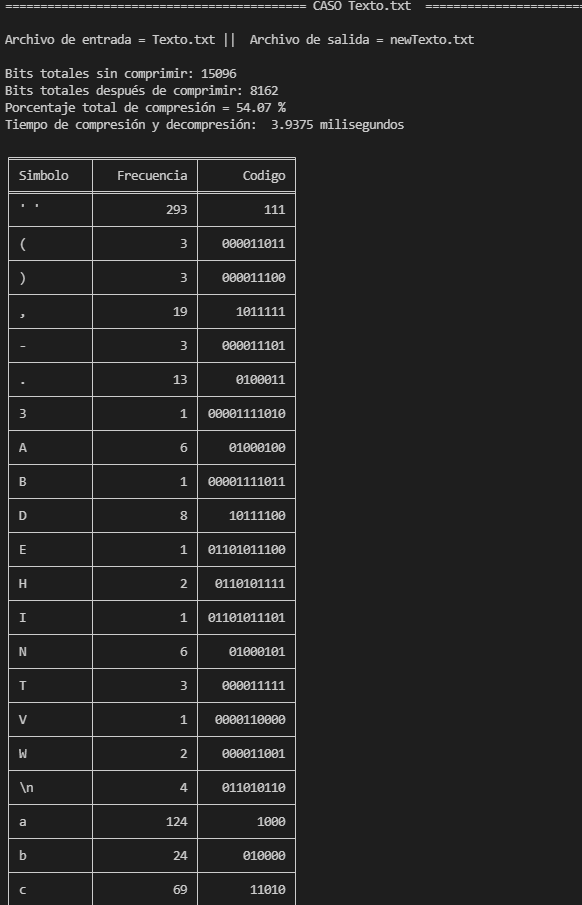 =========================================== CASO Texto.txt =======================
Archivo de entrada = Texto.txt || Archivo de salida = newTexto.txt
Bits totales sin comprimir: 15096
Bits totales después de comprimir: 8162
Porcentaje total de compresión = 54.07 %
Tiempo de compresión y decompresión:  3.9375 milisegundos
Simbolo Frecuencia Codigo
' ' 293 111
( 3 000011011
) 3 000011100
, 19 1011111
- 3 000011101
. 13 0100011
3 1 00001111010
A 6 01000100
B 1 00001111011
D 8 10111100
E 1 01101011100
H 2 0110101111
I 1 01101011101
N 6 01000101
T 3 000011111
V 1 0000110000
W 2 000011001
\n 4 011010110
a 124 1000
b 24 010000
c 69 11010